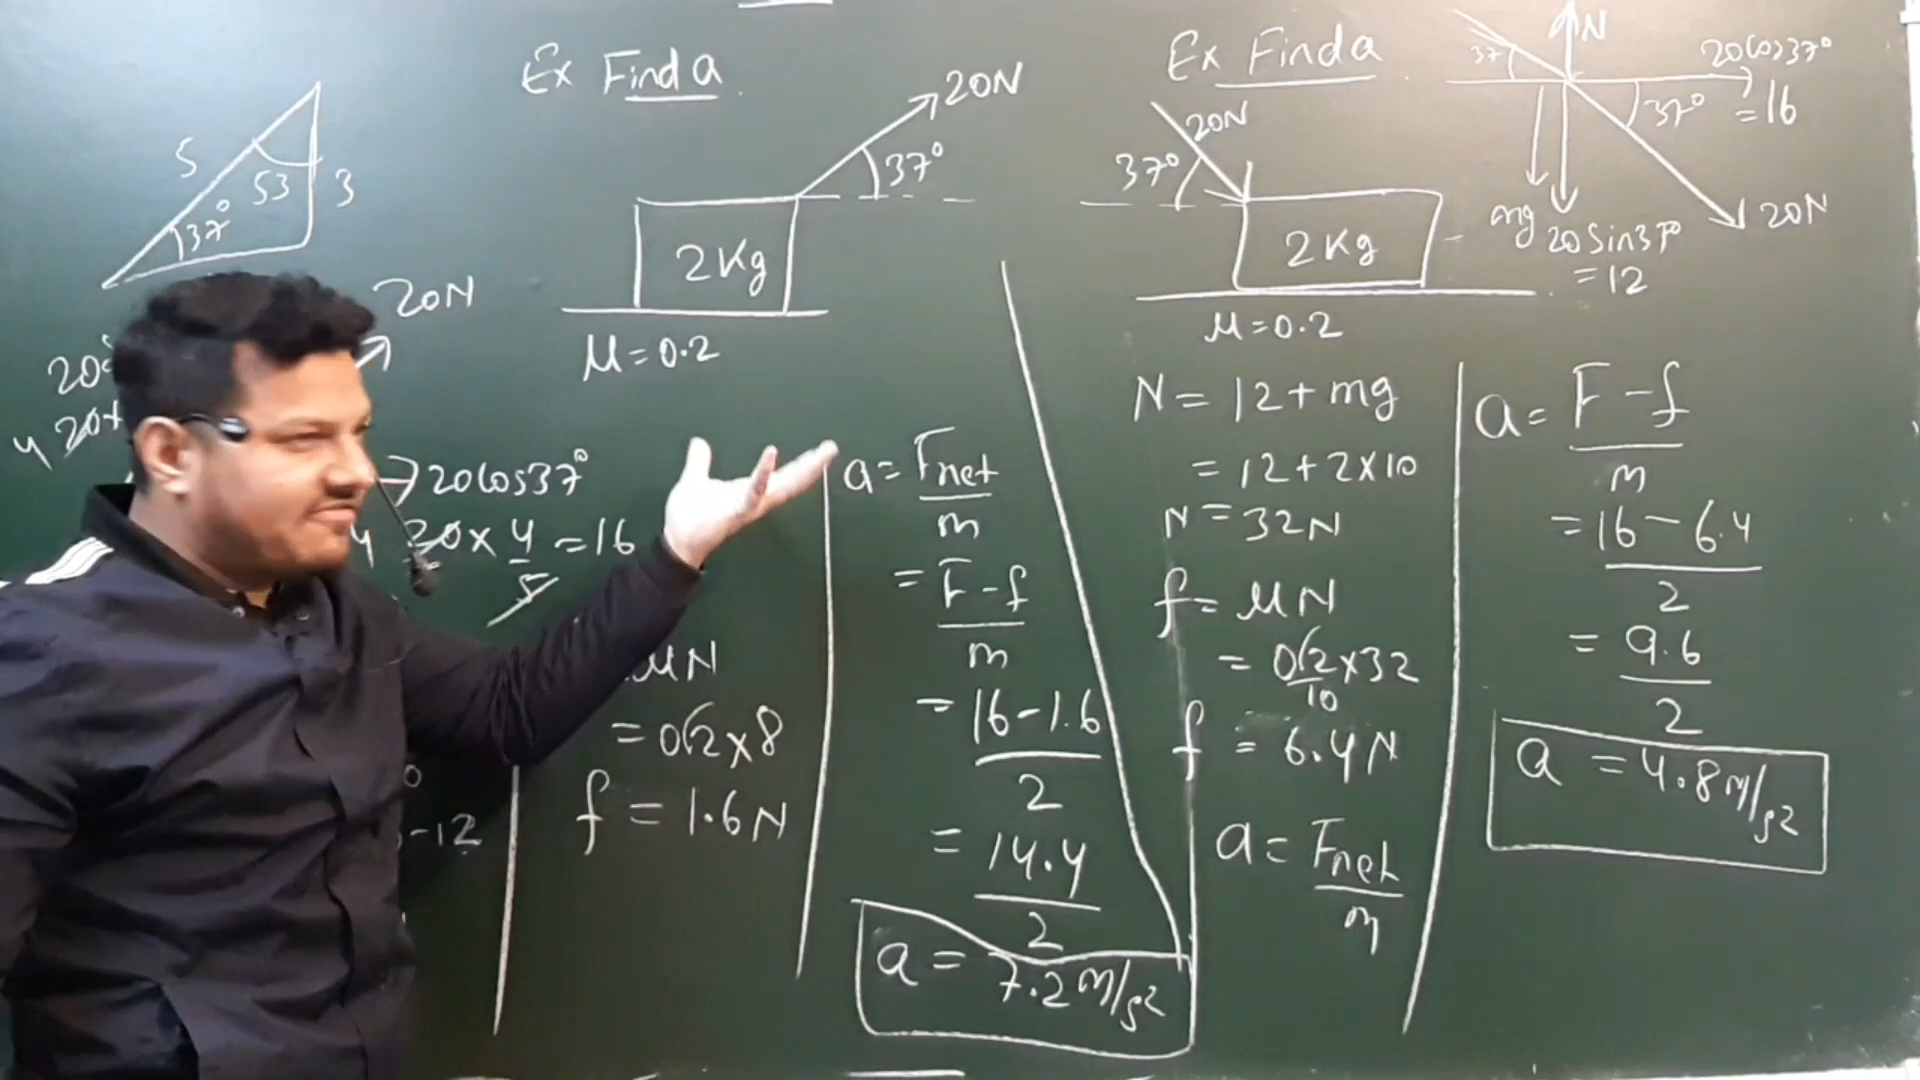 5
53
3
37°
20N
20cos37°
20 × 4/5 = 16
μN
= 0.2 × 8
f = 1.6N
-12
Ex Find a
20N
37°
2Kg
μ = 0.2
a = Fnet/m
= F-f/m
= 16-1.6/2
= 14.4/2
a = 7.2 m/s2
Ex Find a
20N
37°
2Kg
μ = 0.2
N
37
20cos37°
= 16
37°
20N
mg
20 Sin37°
= 12
N = 12 + mg
= 12 + 2×10
N = 32N
f = μN
= 02/10 × 32
f = 6.4N
a = Fnet/m
a = F-f/m
= 16 - 6.4/2
= 9.6/2
a = 4.8 m/s2